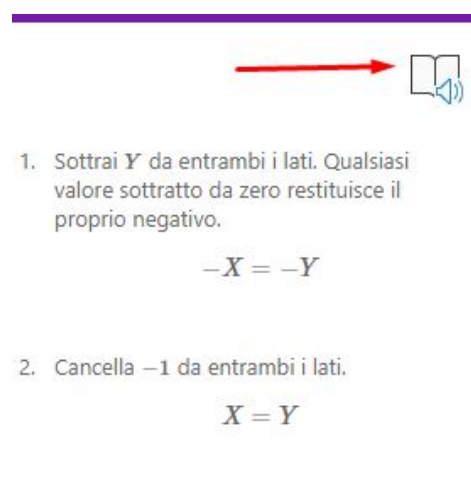 1. Sottrai Y da entrambi i lati. Qualsiasi
valore sottratto da zero restituisce il
proprio negativo.
−X = −Y
2. Cancella −1 da entrambi i lati.
X = Y